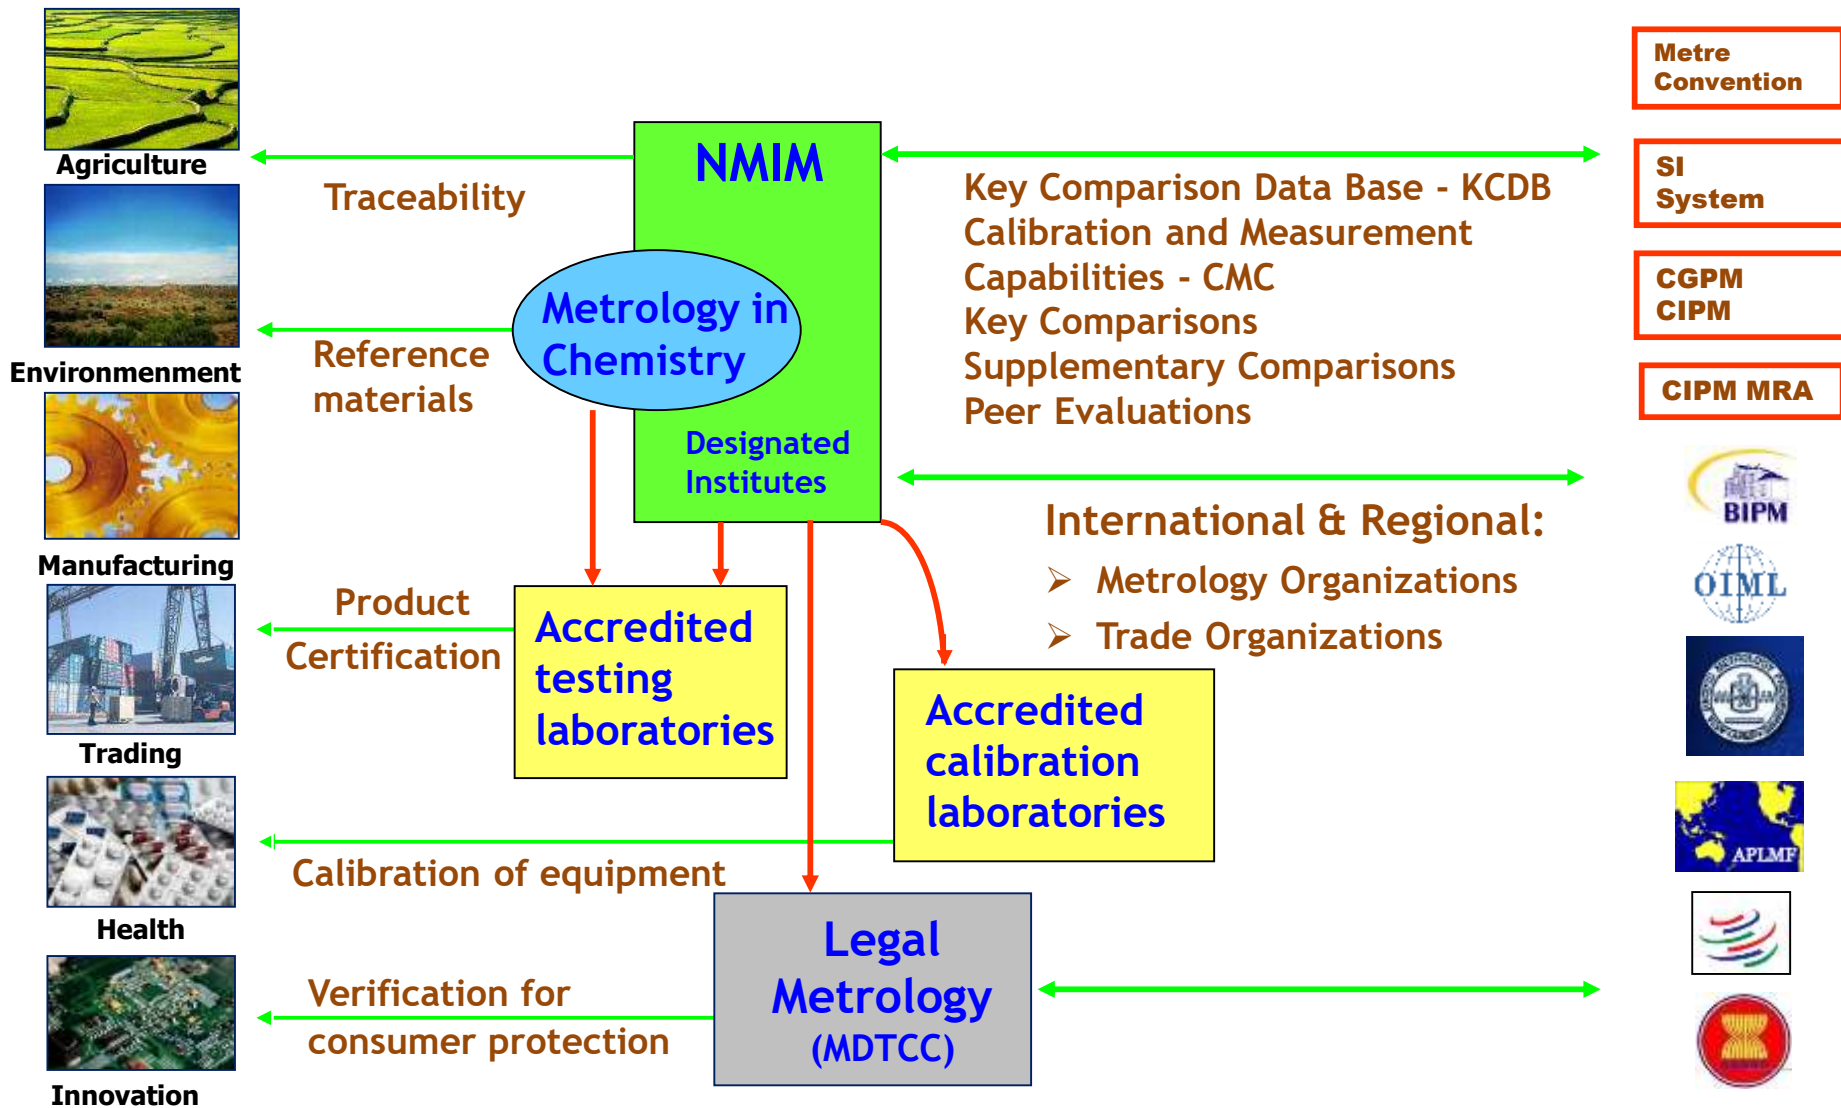 Agriculture
Environmenment
Manufacturing
Trading
Health
Innovation
Traceability
Reference
materials
Product
Certification
Calibration of equipment
Verification for
consumer protection
NMIM
Metrology in
Chemistry
Designated
Institutes
Accredited
testing
laboratories
Accredited
calibration
laboratories
Legal
Metrology
(MDTCC)
Key Comparison Data Base - KCDB
Calibration and Measurement
Capabilities - CMC
Key Comparisons
Supplementary Comparisons
Peer Evaluations
International & Regional:
➢ Metrology Organizations
➢ Trade Organizations
Metre
Convention
SI
System
CGPM
CIPM
CIPM MRA
BIPM
OIML
APLMF